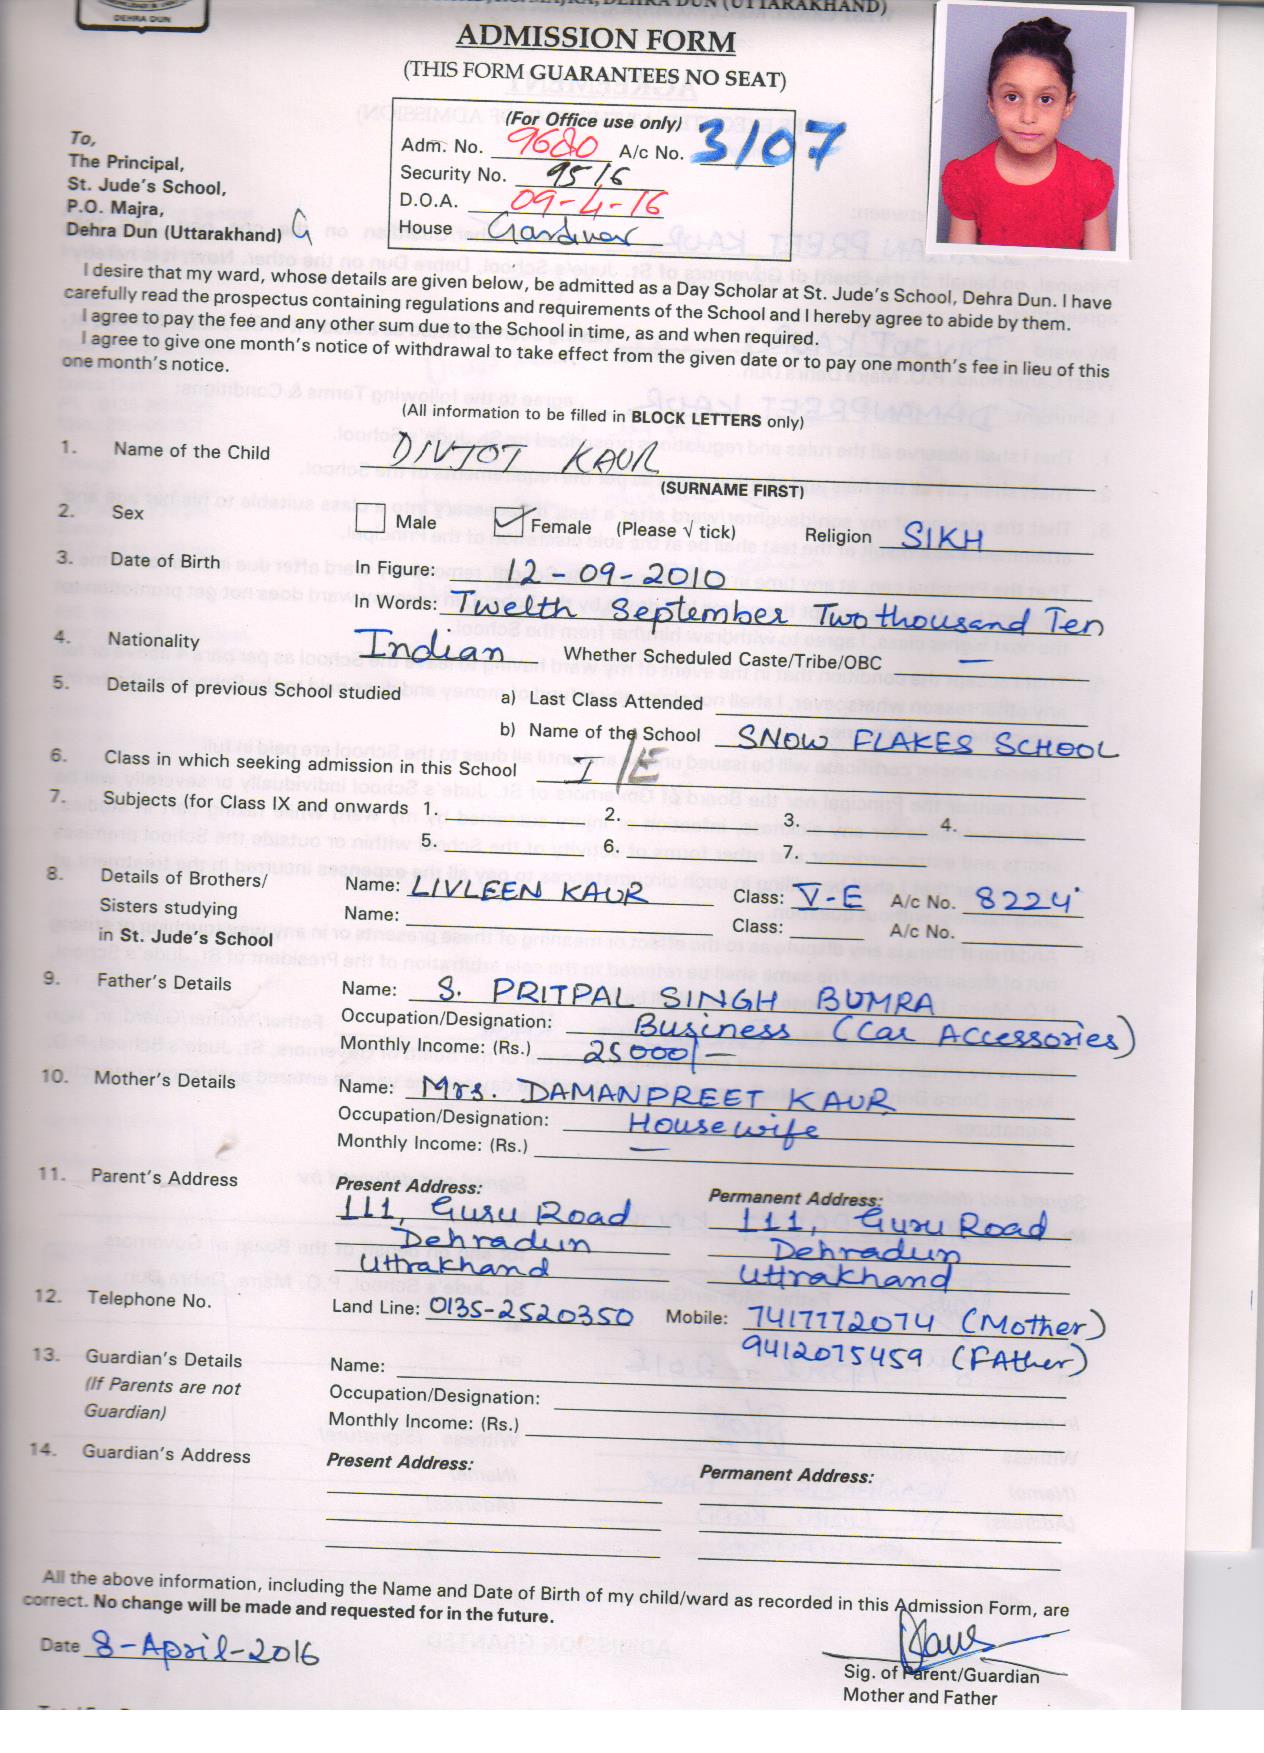 DEHRA DUN
MAJRA, DEHRA DUN (UTTARAKHAND)
ADMISSION FORM
(THIS FORM GUARANTEES NO SEAT)
(For Office use only)
Adm. No. 9680 A/c No. 3/07
Security No. 9516
D.O.A. 09-4-16
House Gardiner
To,
The Principal,
St. Jude's School,
P.O. Majra,
Dehra Dun (Uttarakhand) G
I desire that my ward, whose details are given below, be admitted as a Day Scholar at St. Jude's School, Dehra Dun. I have
carefully read the prospectus containing regulations and requirements of the School and I hereby agree to abide by them.
I agree to pay the fee and any other sum due to the School in time, as and when required.
I agree to give one month's notice of withdrawal to take effect from the given date or to pay one month's fee in lieu of this
one month's notice.
(All information to be filled in BLOCK LETTERS only)
1. Name of the Child DIVJOT KAUR
(SURNAME FIRST)
2. Sex Male Female (Please √ tick) Religion SIKH
3. Date of Birth In Figure: 12-09-2010
In Words: Twelth September Two thousand Ten
4. Nationality Indian Whether Scheduled Caste/Tribe/OBC —
5. Details of previous School studied a) Last Class Attended
b) Name of the School SNOW FLAKES SCHOOL
6. Class in which seeking admission in this School I/E
7. Subjects (for Class IX and onwards 1. 2. 3. 4.
5. 6. 7.
8. Details of Brothers/ Name: LIVLEEN KAUR Class: V-E A/c No. 8224
Sisters studying Name: Class: A/c No.
in St. Jude's School
9. Father's Details Name: S. PRITPAL SINGH BUMRA
Occupation/Designation: Business (Car Accessories)
Monthly Income: (Rs.) 25000/-
10. Mother's Details Name: Mrs. DAMANPREET KAUR
Occupation/Designation: Housewife
Monthly Income: (Rs.) —
11. Parent's Address Present Address: Permanent Address:
111, Guru Road 111, Guru Road
Dehradun Dehradun
Uttrakhand Uttrakhand
12. Telephone No. Land Line: 0135-2520350 Mobile: 7417772074 (Mother)
9412075459 (FAther)
13. Guardian's Details Name:
(If Parents are not Occupation/Designation:
Guardian) Monthly Income: (Rs.)
14. Guardian's Address Present Address: Permanent Address:
All the above information, including the Name and Date of Birth of my child/ward as recorded in this Admission Form, are
correct. No change will be made and requested for in the future.
Date 8-April-2016
Sig. of Parent/Guardian
Mother and Father